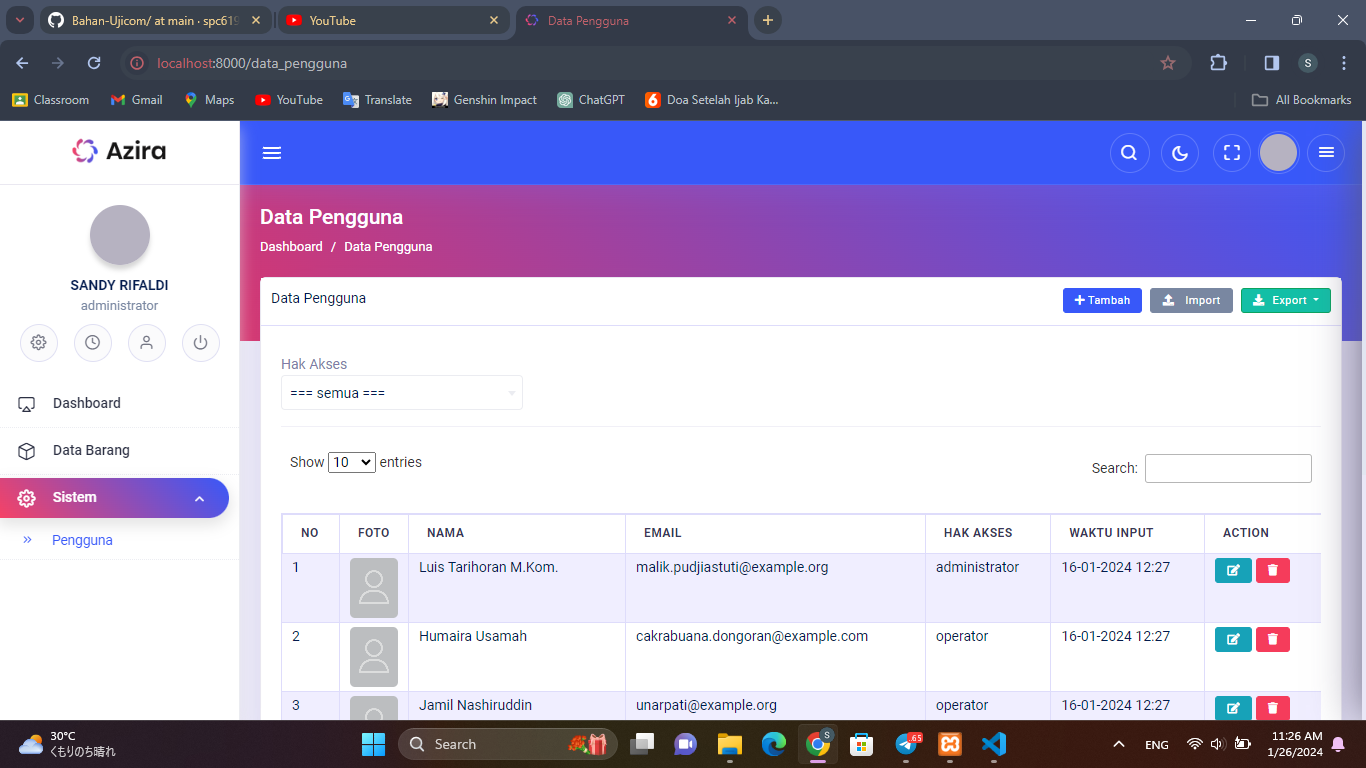 Bahan-Ujicom/ at main · spc619
YouTube
Data Pengguna
localhost:8000/data_pengguna
S
Classroom
Gmail
Maps
YouTube
Translate
Genshin Impact
ChatGPT
Doa Setelah Ijab Ka...
All Bookmarks
Azira
SANDY RIFALDI
administrator
Dashboard
Data Barang
Sistem
Pengguna
Data Pengguna
Dashboard / Data Pengguna
Data Pengguna
Tambah
Import
Export
Hak Akses
=== semua ===
Show 10 entries
Search:
NO FOTO NAMA EMAIL HAK AKSES WAKTU INPUT ACTION
1 Luis Tarihoran M.Kom. malik.pudjiastuti@example.org administrator 16-01-2024 12:27
2 Humaira Usamah cakrabuana.dongoran@example.com operator 16-01-2024 12:27
3 Jamil Nashiruddin unarpati@example.org operator 16-01-2024 12:27
30°C
くもりのち晴れ
Search
S
65
ENG
11:26 AM
1/26/2024